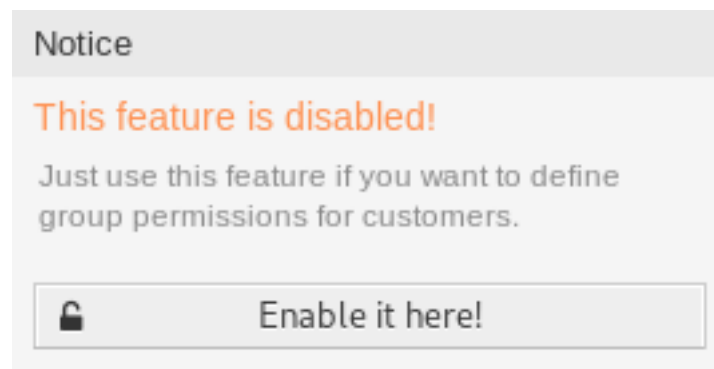 Notice
This feature is disabled!
Just use this feature if you want to define
group permissions for customers.
Enable it here!